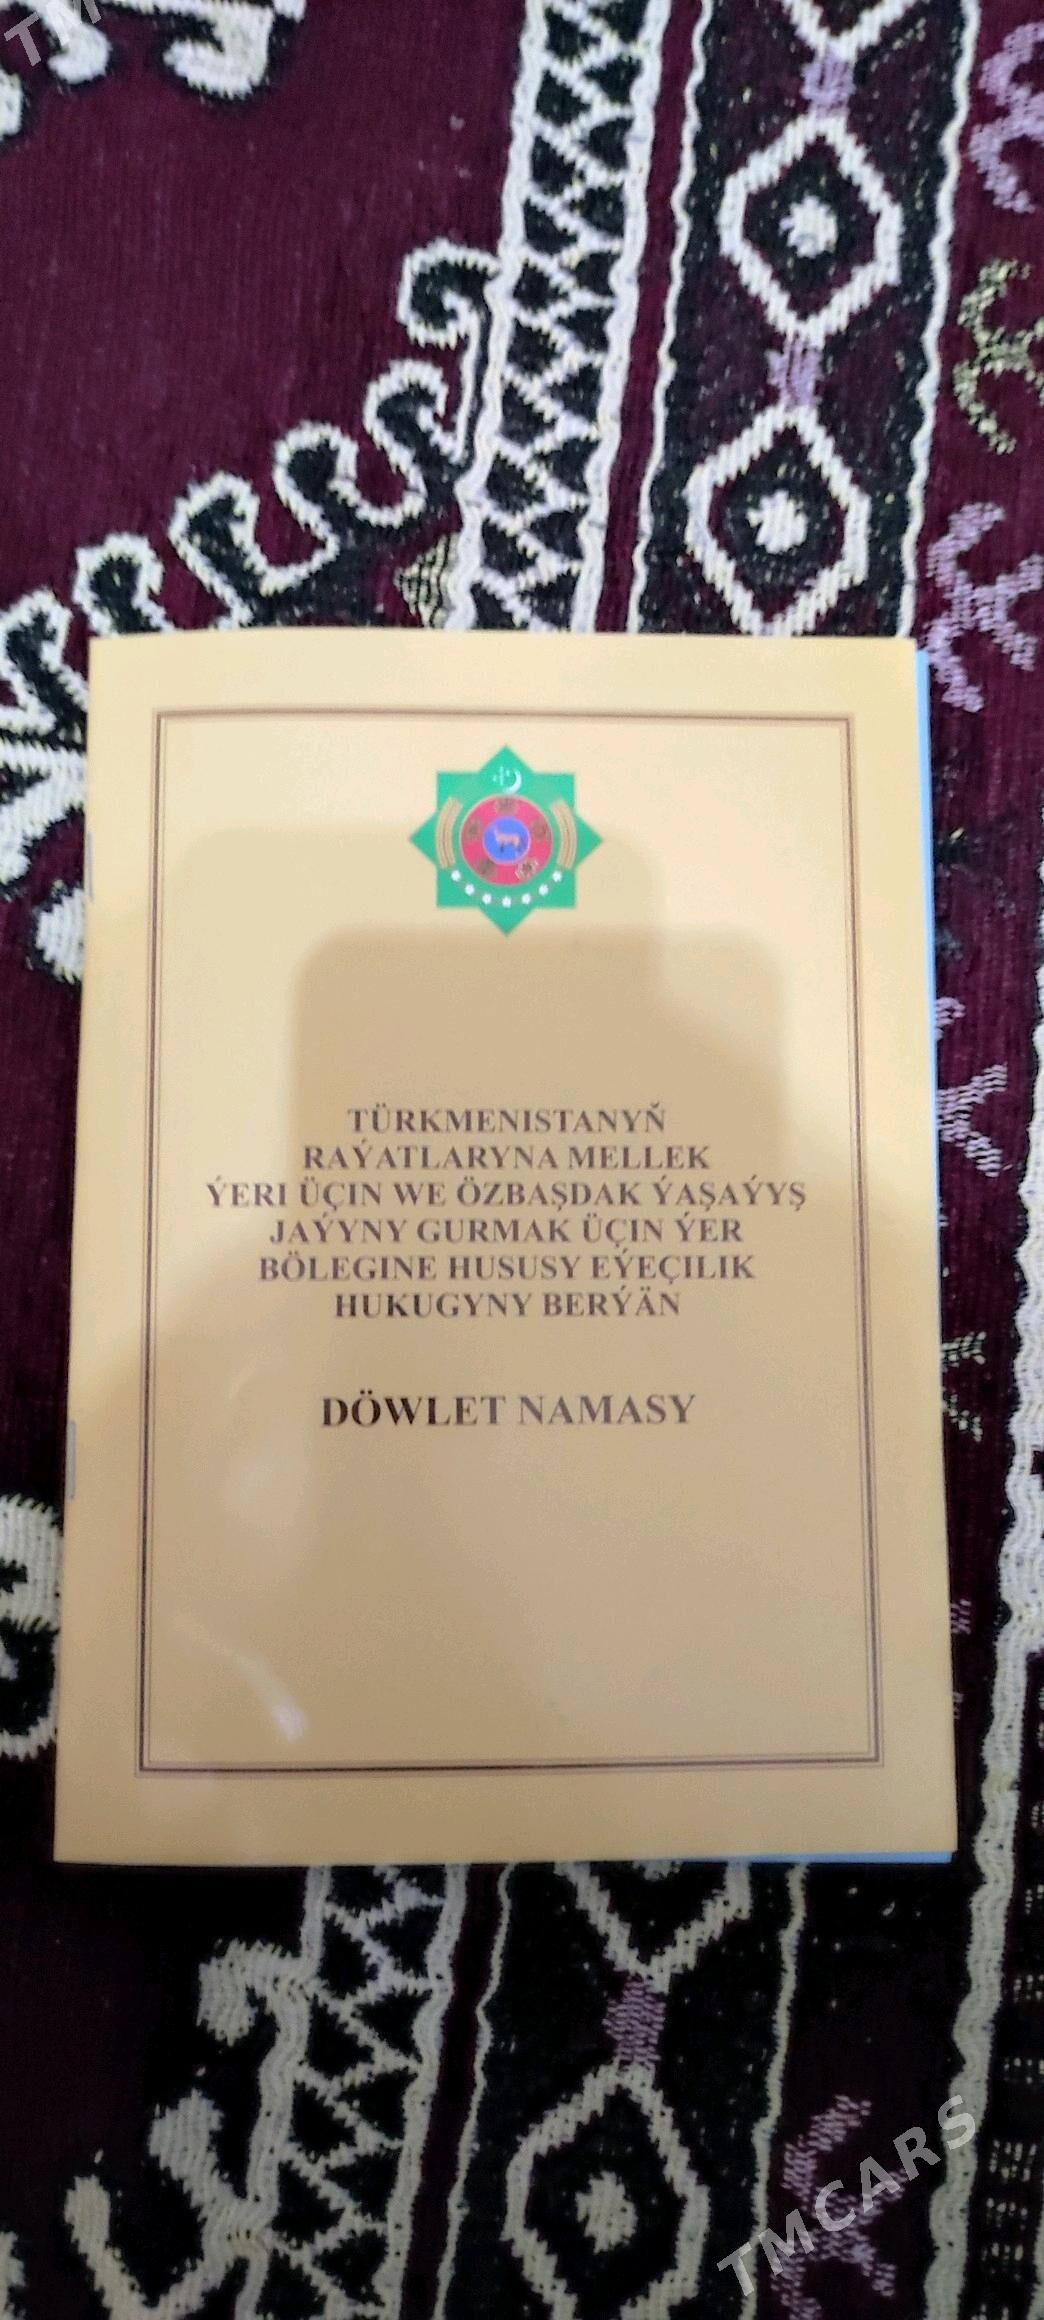 TM
TÜRKMENISTANYŇ
RAÝATLARYNA MELLEK
ÝERI ÜÇIN WE ÖZBAŞDAK ÝAŞAÝYŞ
JAÝYNY GURMAK ÜÇIN ÝER
BÖLEGINE HUSUSY EÝEÇILIK
HUKUGYNY BERÝÄN
DÖWLET NAMASY
TMCARS